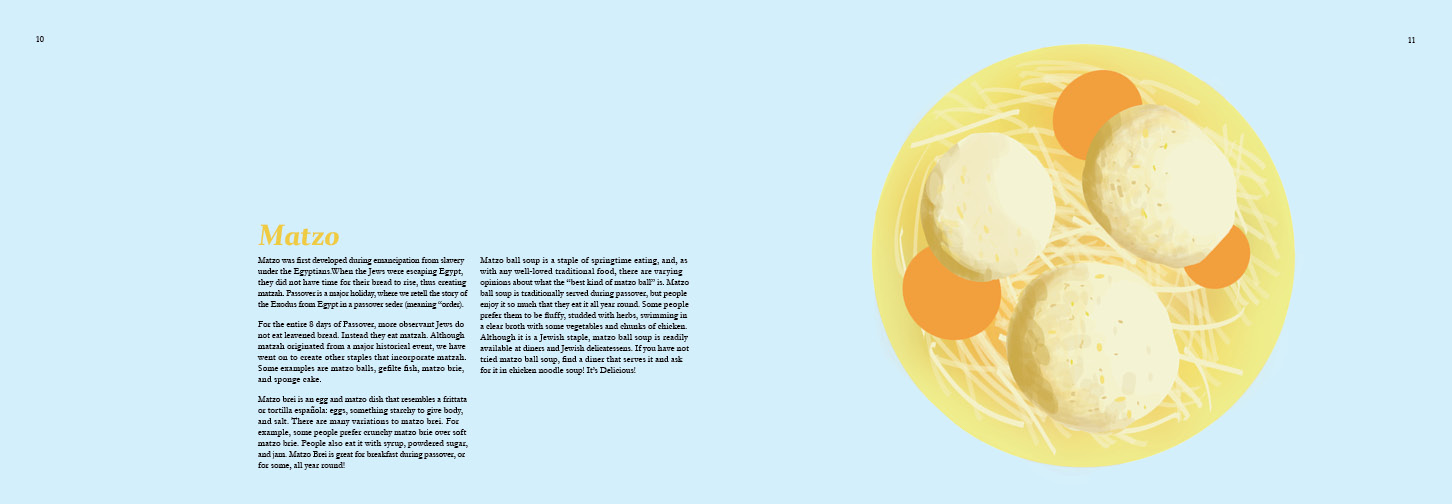 10
11
Matzo
Matzo was first developed during emancipation from slavery
under the Egyptians.When the Jews were escaping Egypt,
they did not have time for their bread to rise, thus creating
matzah. Passover is a major holiday, where we retell the story of
the Exodus from Egypt in a passover seder (meaning “order).
For the entire 8 days of Passover, more observant Jews do
not eat leavened bread. Instead they eat matzah. Although
matzah originated from a major historical event, we have
went on to create other staples that incorporate matzah.
Some examples are matzo balls, gefilte fish, matzo brie,
and sponge cake.
Matzo brei is an egg and matzo dish that resembles a frittata
or tortilla española: eggs, something starchy to give body,
and salt. There are many variations to matzo brei. For
example, some people prefer crunchy matzo brie over soft
matzo brie. People also eat it with syrup, powdered sugar,
and jam. Matzo Brei is great for breakfast during passover, or
for some, all year round!
Matzo ball soup is a staple of springtime eating, and, as
with any well-loved traditional food, there are varying
opinions about what the “best kind of matzo ball” is. Matzo
ball soup is traditionally served during passover, but people
enjoy it so much that they eat it all year round. Some people
prefer them to be fluffy, studded with herbs, swimming in
a clear broth with some vegetables and chunks of chicken.
Although it is a Jewish staple, matzo ball soup is readily
available at diners and Jewish delicatessens. If you have not
tried matzo ball soup, find a diner that serves it and ask
for it in chicken noodle soup! It’s Delicious!